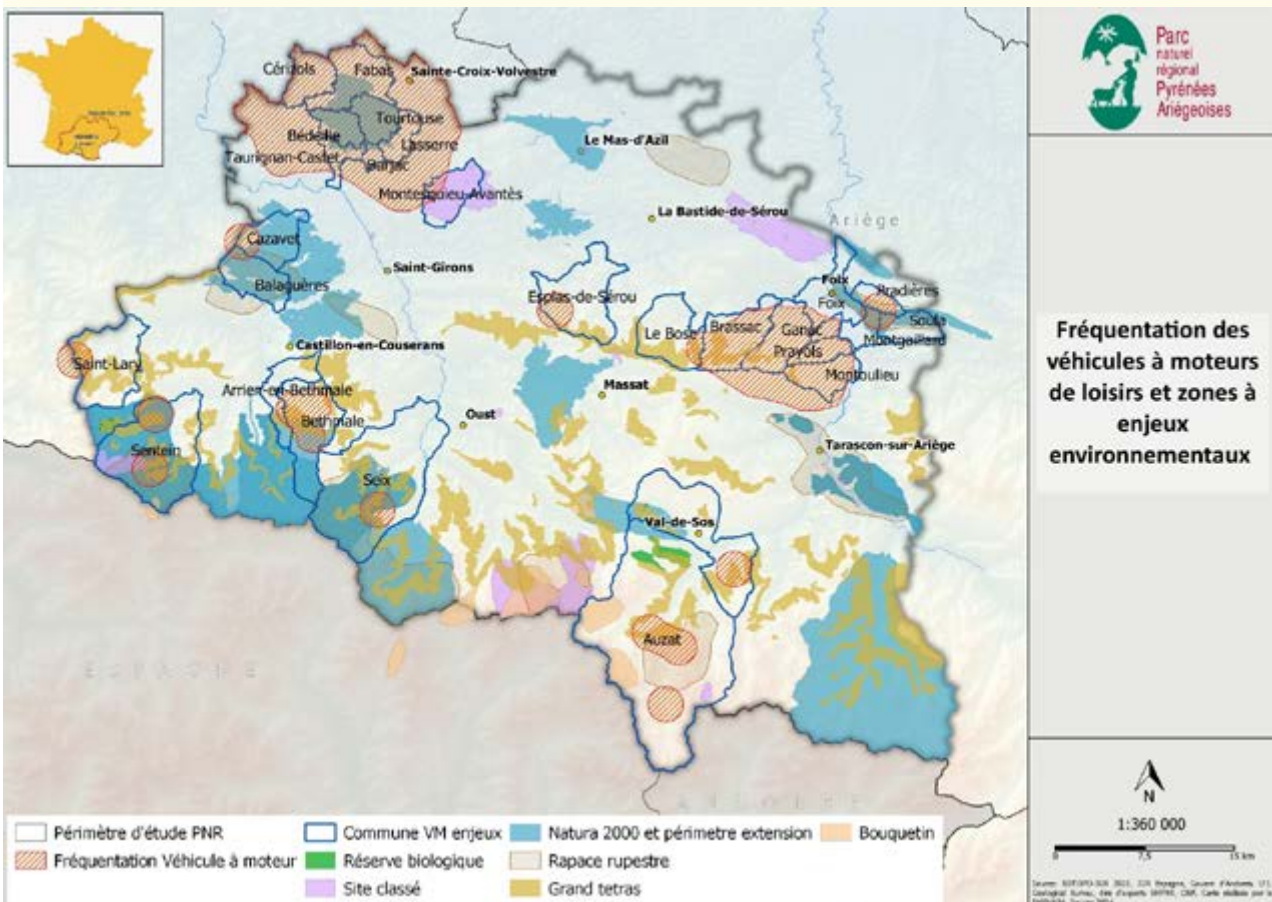 Parc
naturel
régional
Pyrénées
Ariégeoises
Fréquentation des
véhicules à moteurs
de loisirs et zones à
enjeux
environnementaux
N
1:360 000
0 7,5 15 km
Cérizols
Fabas
Sainte-Croix-Volvestre
Tourtouse
Bédeille
Lasserre
Taurignan-Castet
Barjac
Montesquieu-Avantès
Le Mas-d'Azil
La Bastide-de-Sérou
Ariège
Cazavet
Saint-Girons
Balaguères
Esplas-de-Sérou
Foix
Foix
Pradières
Soula
Montgaillard
Le Bosc
Brassac
Ganac
Prayols
Montoulieu
Castillon-en-Couserans
Saint-Lary
Arrien-en-Bethmale
Bethmale
Massat
Oust
Tarascon-sur-Ariège
Sentein
Seix
Val-de-Sos
Auzat
ESPAGNE
ANDORRE
Périmètre d'étude PNR
Fréquentation Véhicule à moteur
Commune VM enjeux
Réserve biologique
Site classé
Natura 2000 et périmetre extension
Rapace rupestre
Grand tetras
Bouquetin